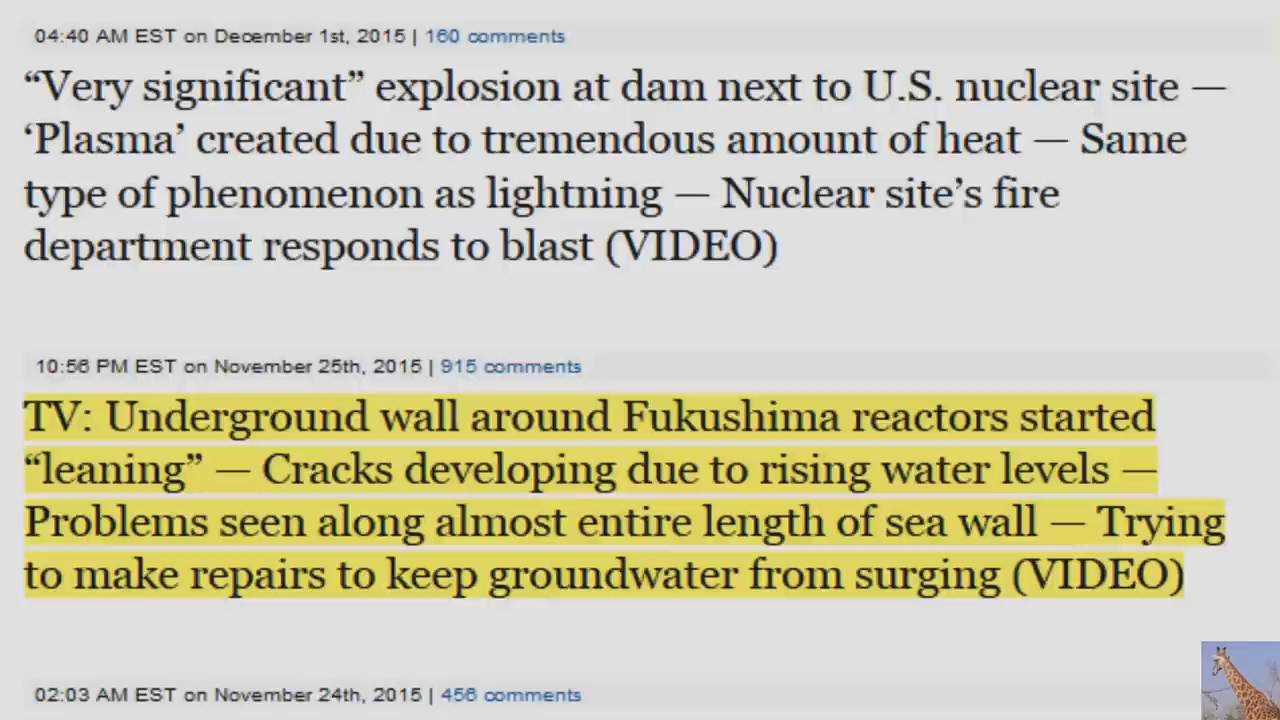 04:40 AM EST on December 1st, 2015 | 160 comments
“Very significant” explosion at dam next to U.S. nuclear site —
‘Plasma’ created due to tremendous amount of heat — Same
type of phenomenon as lightning — Nuclear site’s fire
department responds to blast (VIDEO)
10:56 PM EST on November 25th, 2015 | 915 comments
TV: Underground wall around Fukushima reactors started
“leaning” — Cracks developing due to rising water levels —
Problems seen along almost entire length of sea wall — Trying
to make repairs to keep groundwater from surging (VIDEO)
02:03 AM EST on November 24th, 2015 | 456 comments